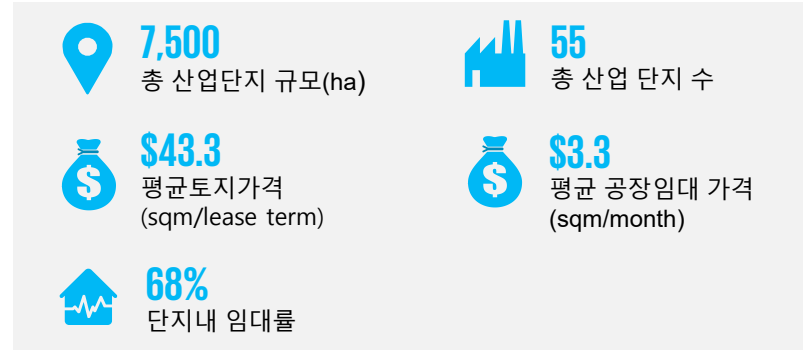 7,500
총 산업단지 규모(ha)
55
총 산업 단지 수
$43.3
평균토지가격
(sqm/lease term)
$3.3
평균 공장임대 가격
(sqm/month)
68%
단지내 임대률